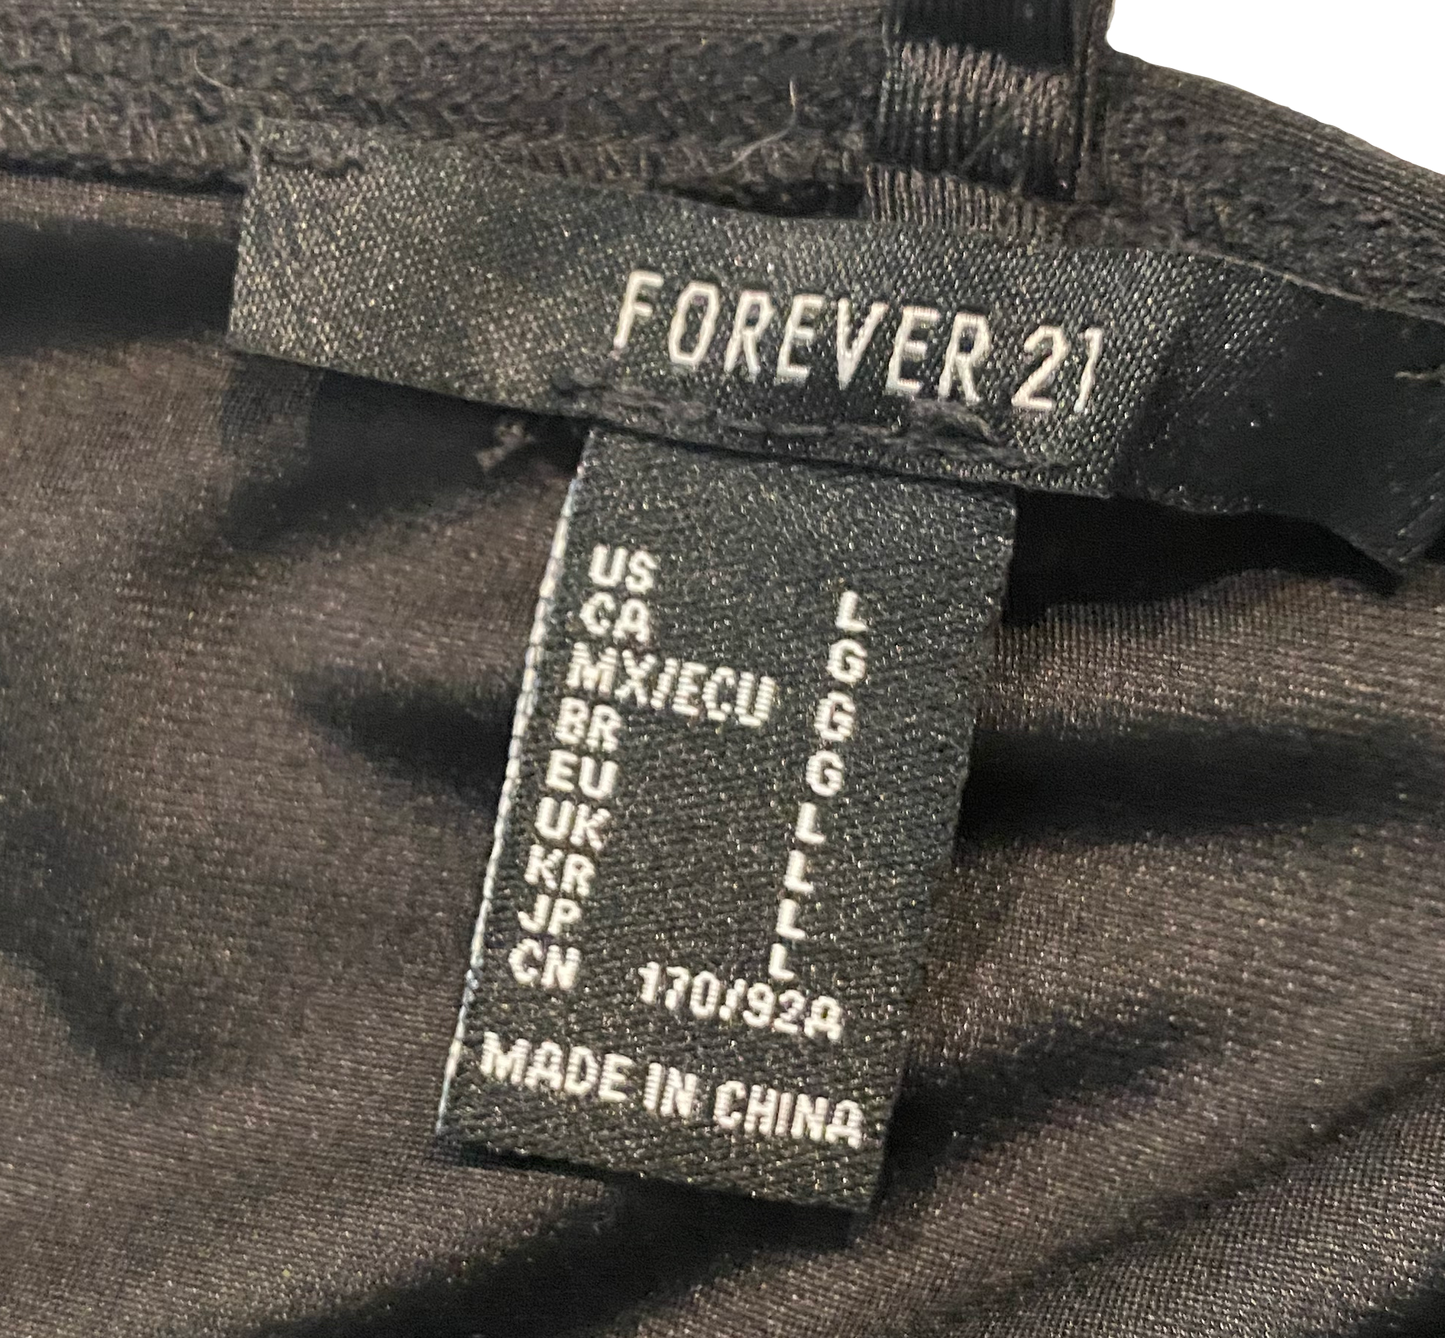 FOREVER 21
US L
CA G
MX/ECU G
BR G
EU L
UK L
KR L
JP L
CN 170/92A
MADE IN CHINA